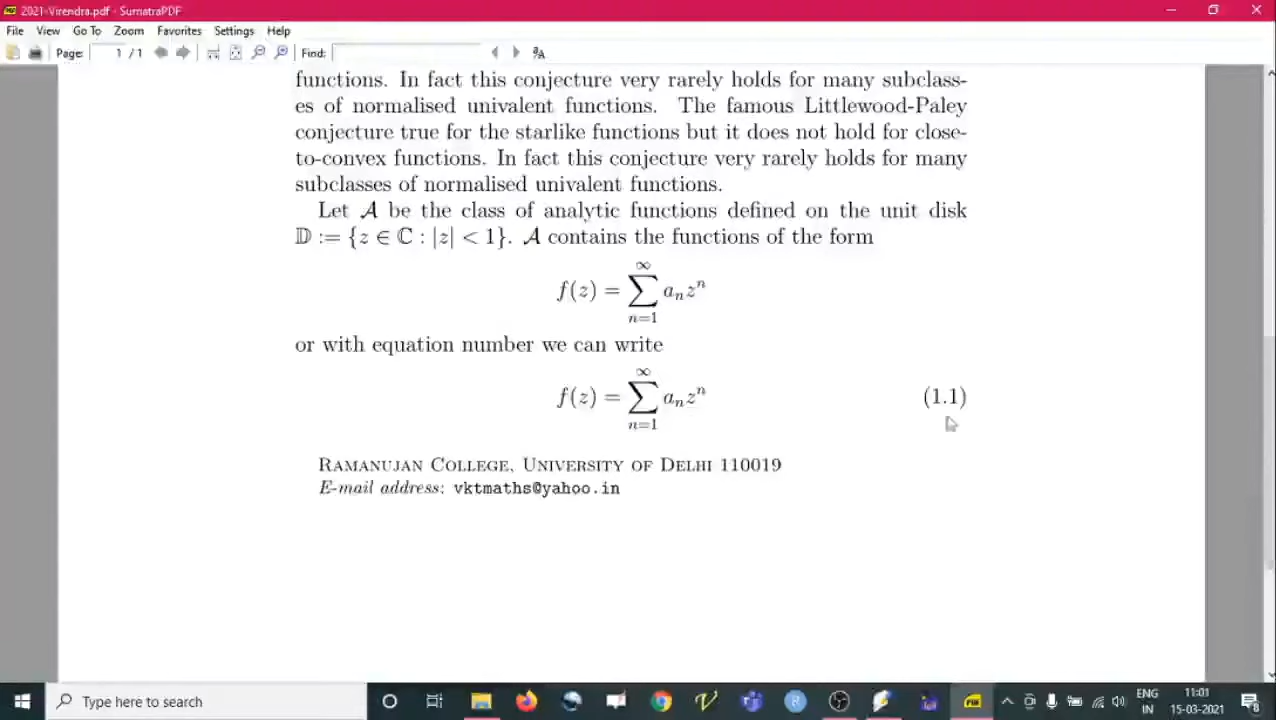 2021-Virendra.pdf - SumatraPDF
File View Go To Zoom Favorites Settings Help
Page: 1 / 1 Find:
functions. In fact this conjecture very rarely holds for many subclass-
es of normalised univalent functions. The famous Littlewood-Paley
conjecture true for the starlike functions but it does not hold for close-
to-convex functions. In fact this conjecture very rarely holds for many
subclasses of normalised univalent functions.
Let 𝒜 be the class of analytic functions defined on the unit disk
𝔻 := {z ∈ ℂ : |z| < 1}. 𝒜 contains the functions of the form
f(z) = ∑_{n=1}^{∞} a_n z^n
or with equation number we can write
f(z) = ∑_{n=1}^{∞} a_n z^n (1.1)
Ramanujan College, University of Delhi 110019
E-mail address: vktmaths@yahoo.in
Type here to search
ENG 11:01
IN 15-03-2021